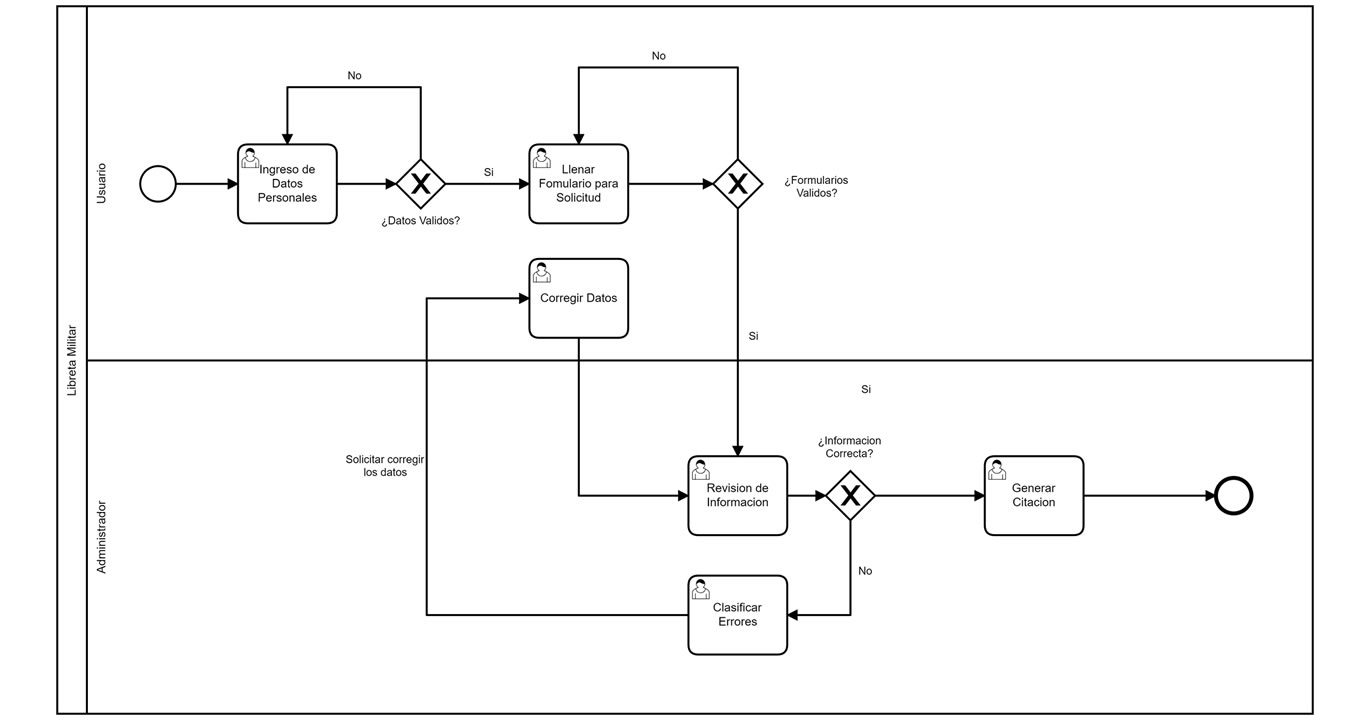 Libreta Militar
Usuario
No
No
Ingreso de
Datos
Personales
¿Datos Validos?
Si
Llenar
Fomulario para
Solicitud
¿Formularios
Validos?
Corregir Datos
Si
Administrador
Si
Solicitar corregir
los datos
¿Informacion
Correcta?
Revision de
Informacion
Generar
Citacion
No
Clasificar
Errores